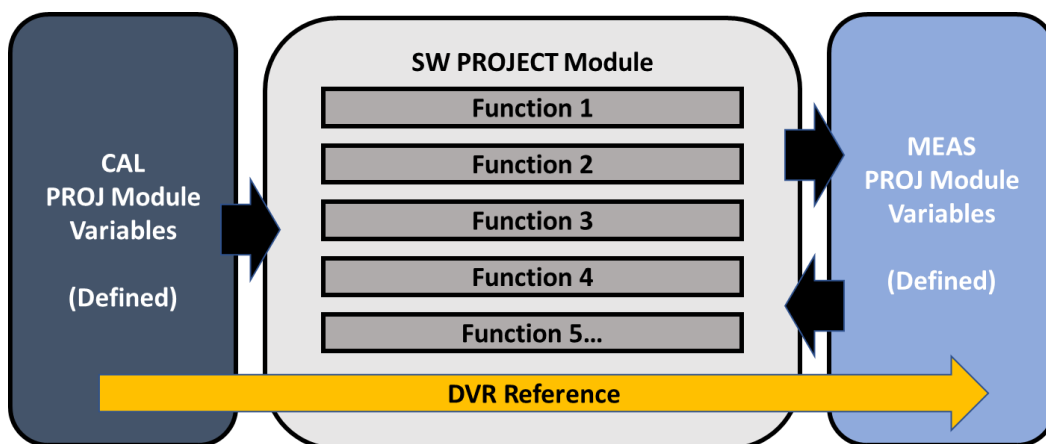 CAL
PROJ Module
Variables
(Defined)
SW PROJECT Module
Function 1
Function 2
Function 3
Function 4
Function 5...
MEAS
PROJ Module
Variables
(Defined)
DVR Reference